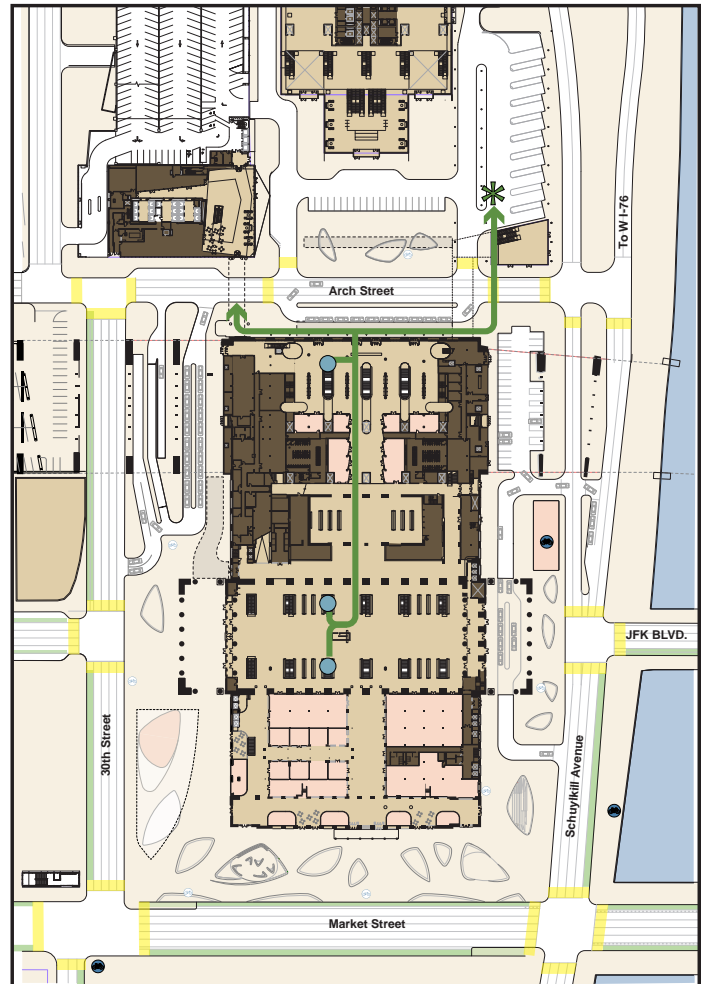 To W I-76
Arch Street
JFK BLVD.
30th Street
Schuylkill Avenue
Market Street